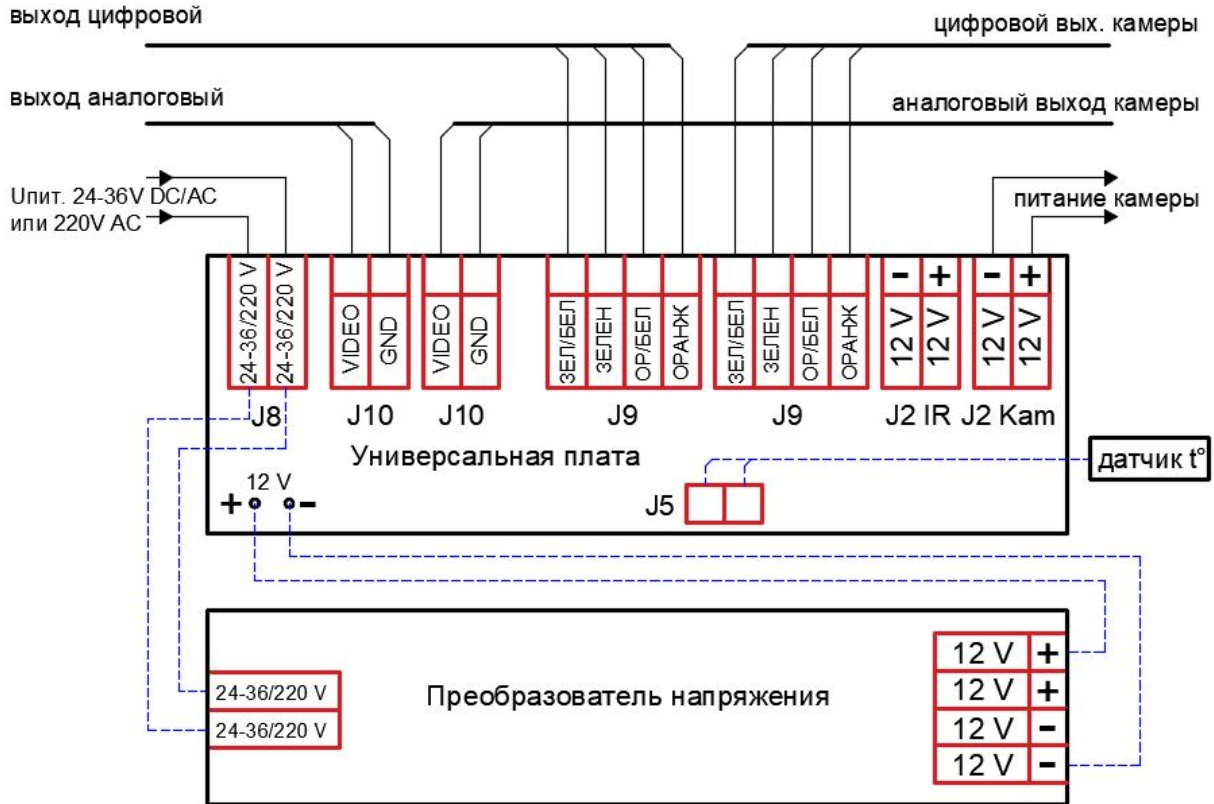 выход цифровой
цифровой вых. камеры
выход аналоговый
аналоговый выход камеры
Uпит. 24-36V DC/AC
или 220V AC
питание камеры
24-36/220 V
24-36/220 V
VIDEO
GND
VIDEO
GND
ЗЕЛ/БЕЛ
ЗЕЛЕН
ОР/БЕЛ
ОРАНЖ
ЗЕЛ/БЕЛ
ЗЕЛЕН
ОР/БЕЛ
ОРАНЖ
12 V -
12 V +
12 V -
12 V +
J8
J10
J10
J9
J9
J2 IR
J2 Kam
Универсальная плата
датчик t°
12 V
+ -
J5
12 V +
24-36/220 V
Преобразователь напряжения
12 V +
24-36/220 V
12 V -
12 V -